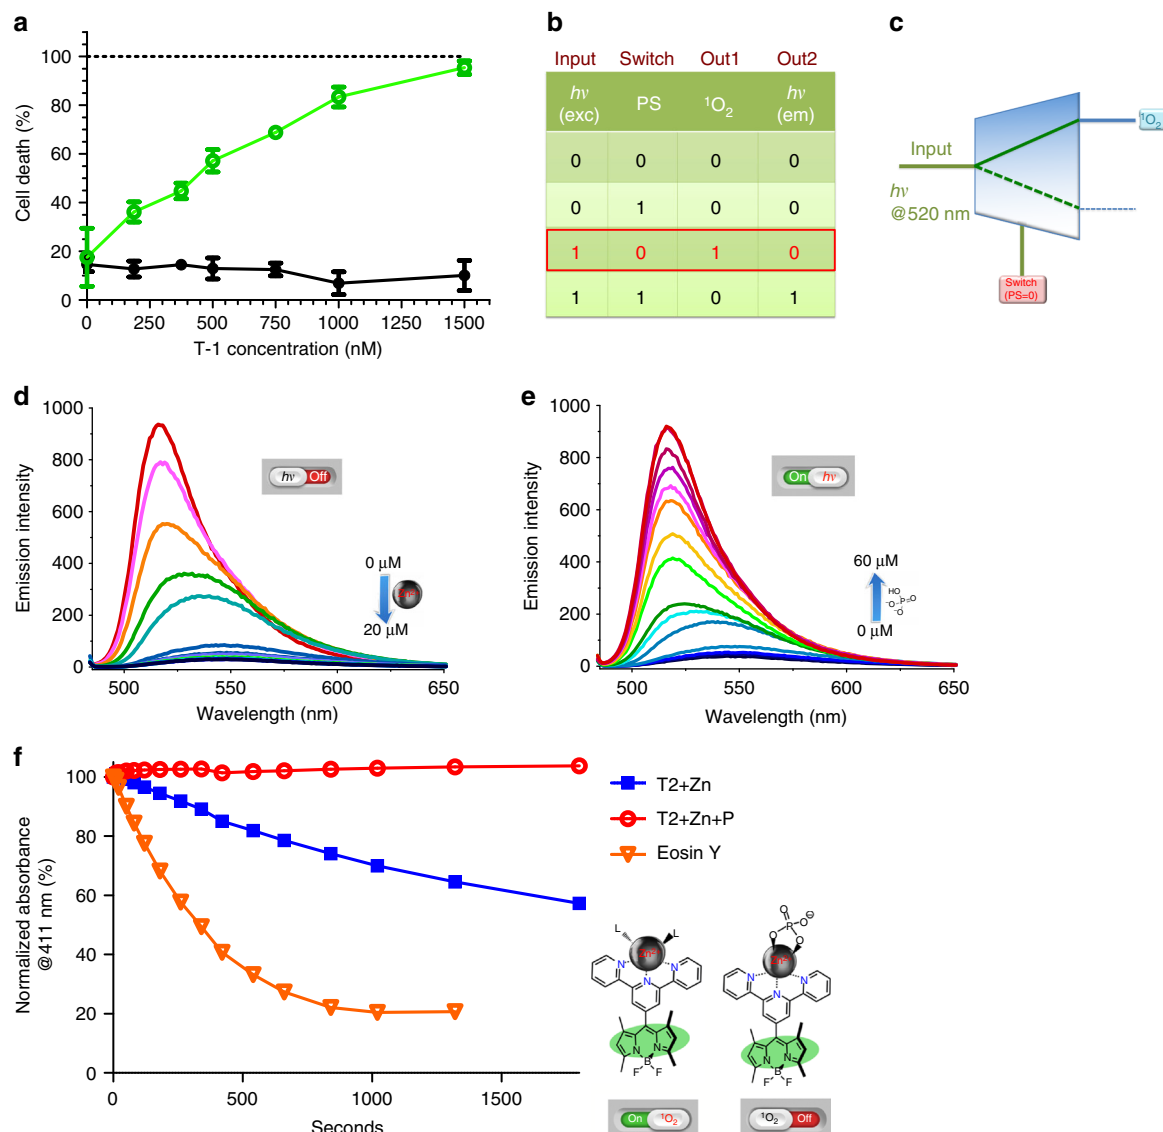 a
Cell death (%)
100
80
60
40
20
0
0 250 500 750 1000 1500
T-1 concentration (nM)
b
Input Switch Out1 Out2
hν (exc) PS ¹O₂ hν (em)
0 0 0 0
0 1 0 0
1 0 1 0
1 1 0 1
c
Input
hν
@520 nm
¹O₂
Switch
(PS=0)
d
Emission intensity
1000
800
600
400
200
0
500 550 600 650
Wavelength (nm)
hν Off
0 µM
Zn²⁺
20 µM
e
Emission intensity
1000
800
600
400
200
0
500 550 600 650
Wavelength (nm)
On hν
60 µM
HO
⁻O P=O
⁻O
0 µM
f
Normalized absorbance
@411 nm (%)
100
80
60
40
20
0
0 500 1000 1500
Seconds
T2+Zn
T2+Zn+P
Eosin Y
L L
Zn²⁺
N N N
N N
B
F F
On ¹O₂
O O⊖
P
O O
Zn²⁺
N N N
N N
B
F F
¹O₂ Off